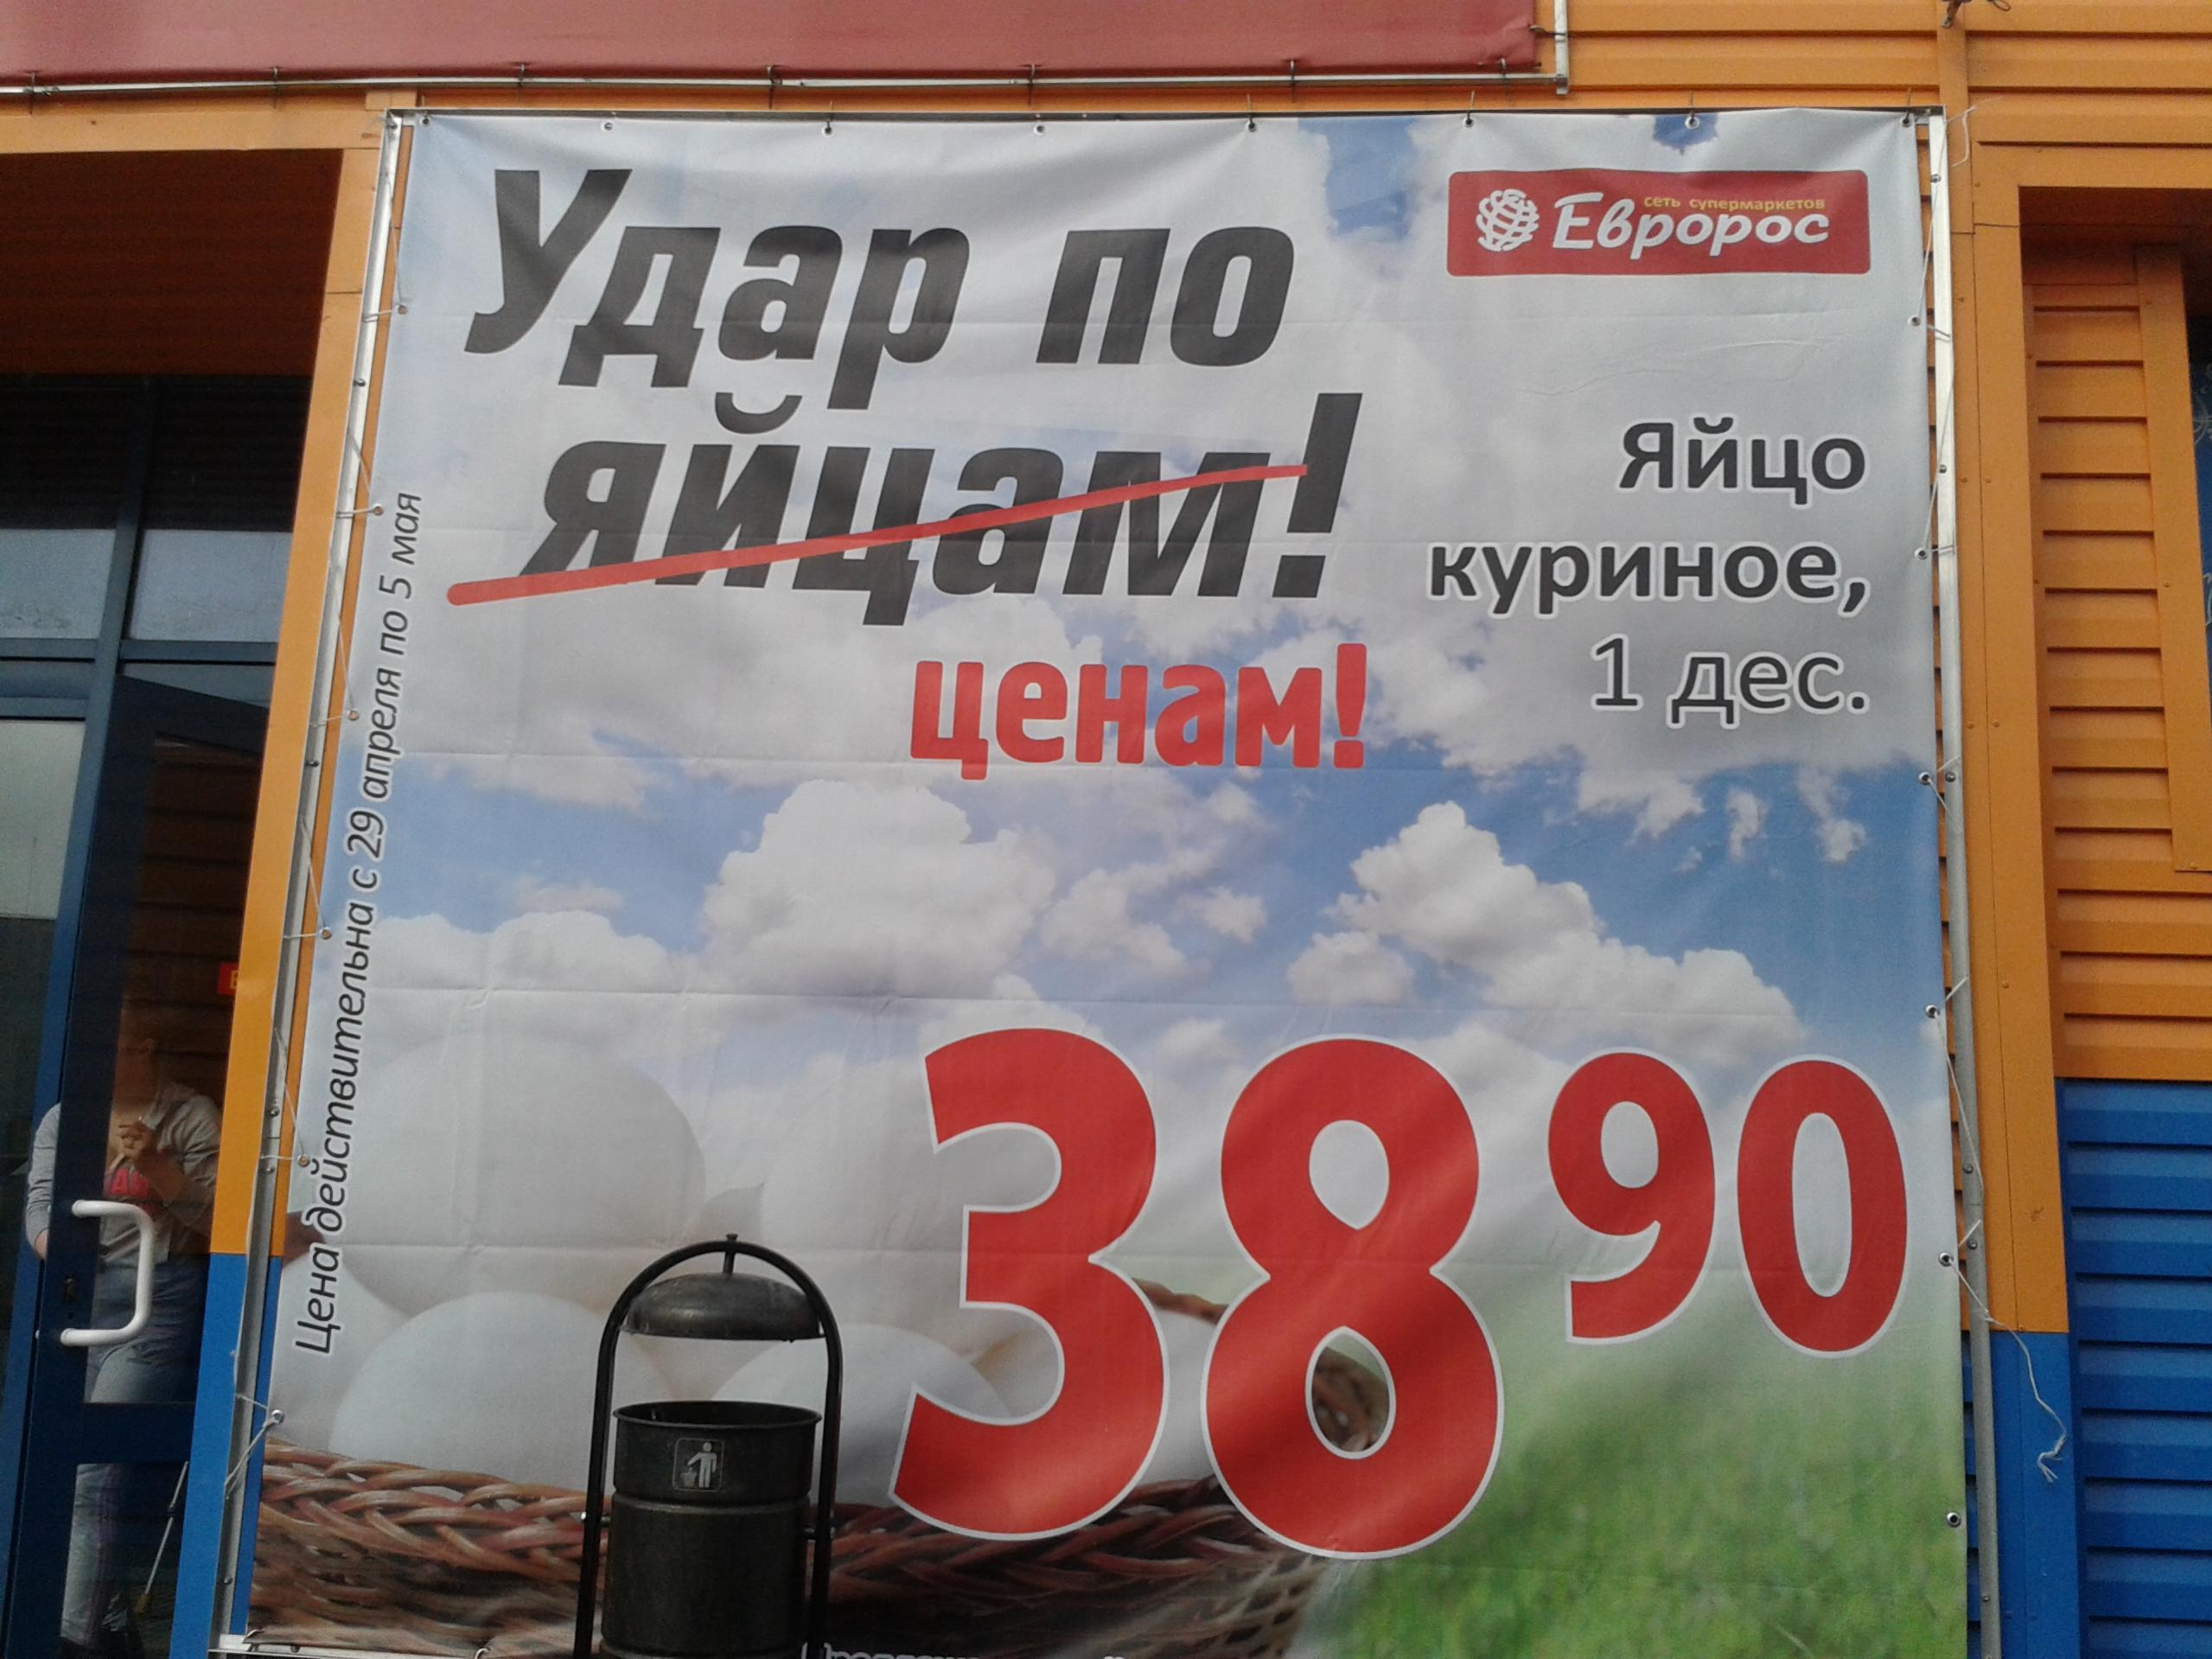 Удар по
яйцам!
ценам!
сеть супермаркетов
Евророс
Яйцо
куриное,
1 дес.
38 90
Цена действительна с 29 апреля по 5 мая